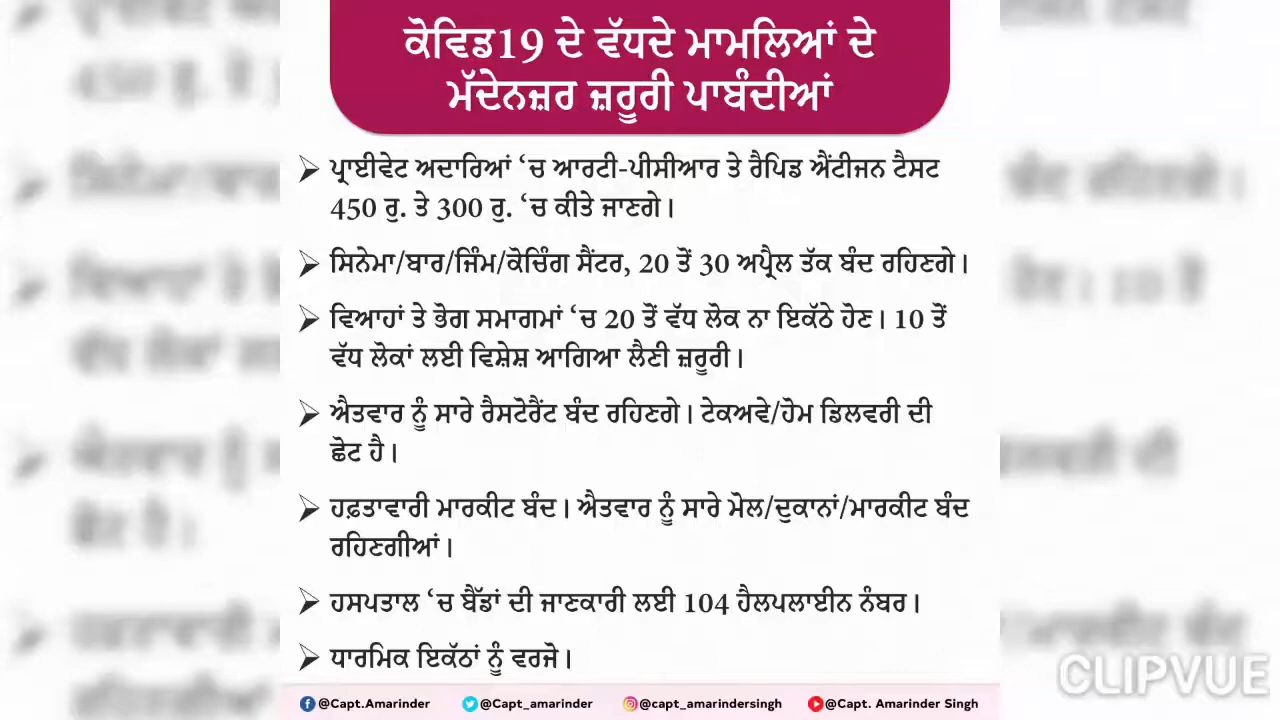 ਕੋਵਿਡ19 ਦੇ ਵੱਧਦੇ ਮਾਮਲਿਆਂ ਦੇ
ਮੱਦੇਨਜ਼ਰ ਜ਼ਰੂਰੀ ਪਾਬੰਦੀਆਂ
➢ ਪ੍ਰਾਈਵੇਟ ਅਦਾਰਿਆਂ ‘ਚ ਆਰਟੀ-ਪੀਸੀਆਰ ਤੇ ਰੈਪਿਡ ਐਂਟੀਜਨ ਟੈਸਟ
450 ਰੁ. ਤੇ 300 ਰੁ. ‘ਚ ਕੀਤੇ ਜਾਣਗੇ।
➢ ਸਿਨੇਮਾ/ਬਾਰ/ਜਿੰਮ/ਕੋਚਿੰਗ ਸੈਂਟਰ, 20 ਤੋਂ 30 ਅਪ੍ਰੈਲ ਤੱਕ ਬੰਦ ਰਹਿਣਗੇ।
➢ ਵਿਆਹਾਂ ਤੇ ਭੋਗ ਸਮਾਗਮਾਂ ‘ਚ 20 ਤੋਂ ਵੱਧ ਲੋਕ ਨਾ ਇਕੱਠੇ ਹੋਣ। 10 ਤੋਂ
ਵੱਧ ਲੋਕਾਂ ਲਈ ਵਿਸ਼ੇਸ਼ ਆਗਿਆ ਲੈਣੀ ਜ਼ਰੂਰੀ।
➢ ਐਤਵਾਰ ਨੂੰ ਸਾਰੇ ਰੈਸਟੋਰੈਂਟ ਬੰਦ ਰਹਿਣਗੇ। ਟੇਕਅਵੇ/ਹੋਮ ਡਿਲਵਰੀ ਦੀ
ਛੋਟ ਹੈ।
➢ ਹਫ਼ਤਾਵਾਰੀ ਮਾਰਕੀਟ ਬੰਦ। ਐਤਵਾਰ ਨੂੰ ਸਾਰੇ ਮੋਲ/ਦੁਕਾਨਾਂ/ਮਾਰਕੀਟ ਬੰਦ
ਰਹਿਣਗੀਆਂ।
➢ ਹਸਪਤਾਲ ‘ਚ ਬੈੱਡਾਂ ਦੀ ਜਾਣਕਾਰੀ ਲਈ 104 ਹੈਲਪਲਾਈਨ ਨੰਬਰ।
➢ ਧਾਰਮਿਕ ਇਕੱਠਾਂ ਨੂੰ ਵਰਜੋ।
@Capt.Amarinder @Capt_amarinder @capt_amarindersingh @Capt. Amarinder Singh
CLIPVUE